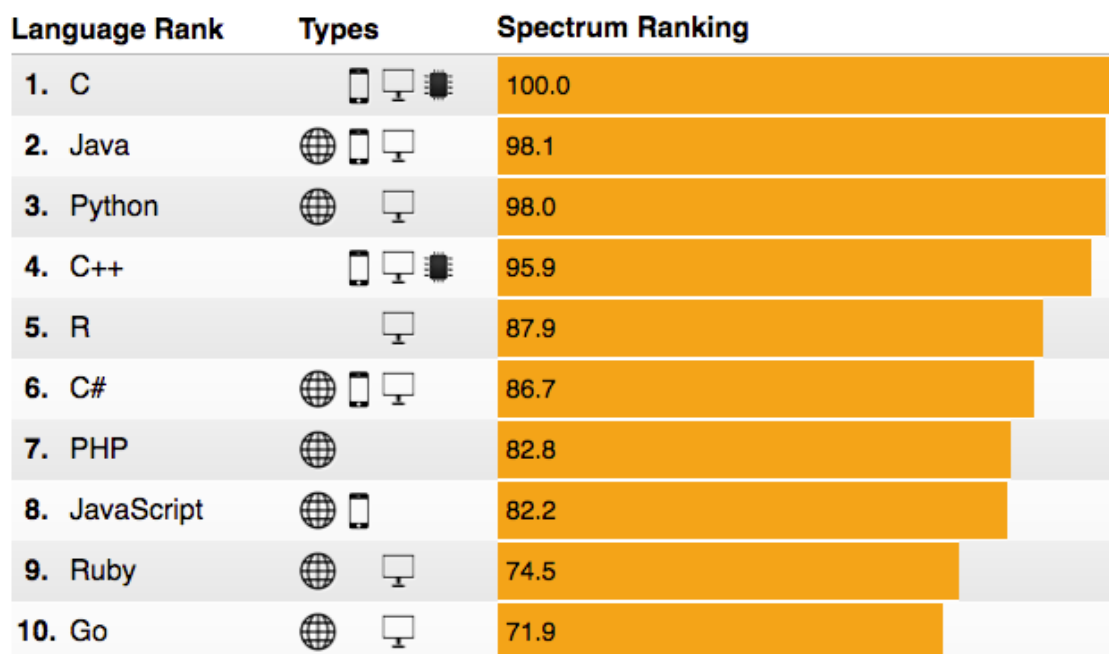 Language Rank Types Spectrum Ranking
1. C 100.0
2. Java 98.1
3. Python 98.0
4. C++ 95.9
5. R 87.9
6. C# 86.7
7. PHP 82.8
8. JavaScript 82.2
9. Ruby 74.5
10. Go 71.9